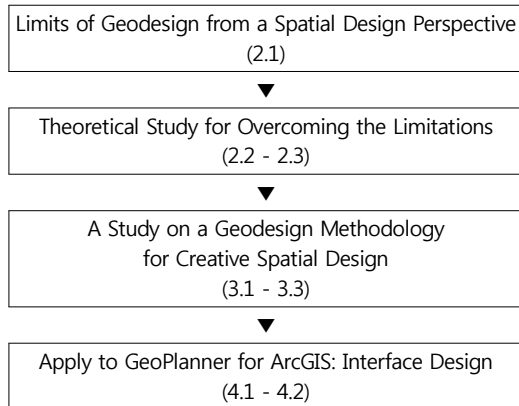 Limits of Geodesign from a Spatial Design Perspective
(2.1)
Theoretical Study for Overcoming the Limitations
(2.2 - 2.3)
A Study on a Geodesign Methodology
for Creative Spatial Design
(3.1 - 3.3)
Apply to GeoPlanner for ArcGIS: Interface Design
(4.1 - 4.2)